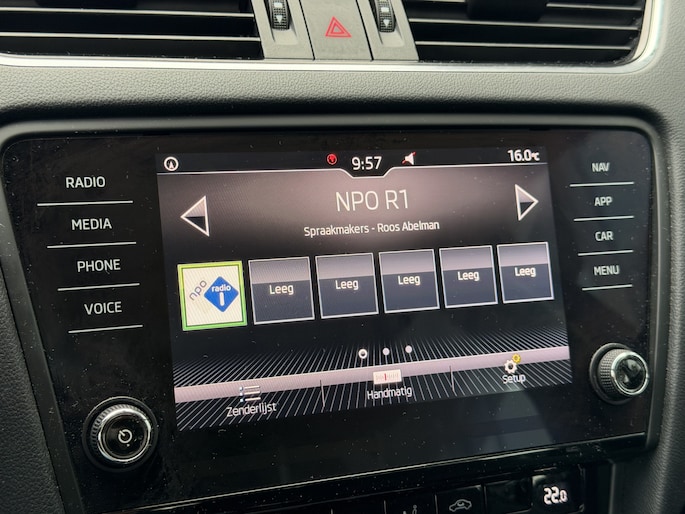 9:57
16.0°C
RADIO
MEDIA
PHONE
VOICE
NAV
APP
CAR
MENU
NPO R1
Spraakmakers - Roos Abelman
npo radio 1
Leeg
Leeg
Leeg
Leeg
Leeg
Zenderlijst
Handmatig
Setup
22.0